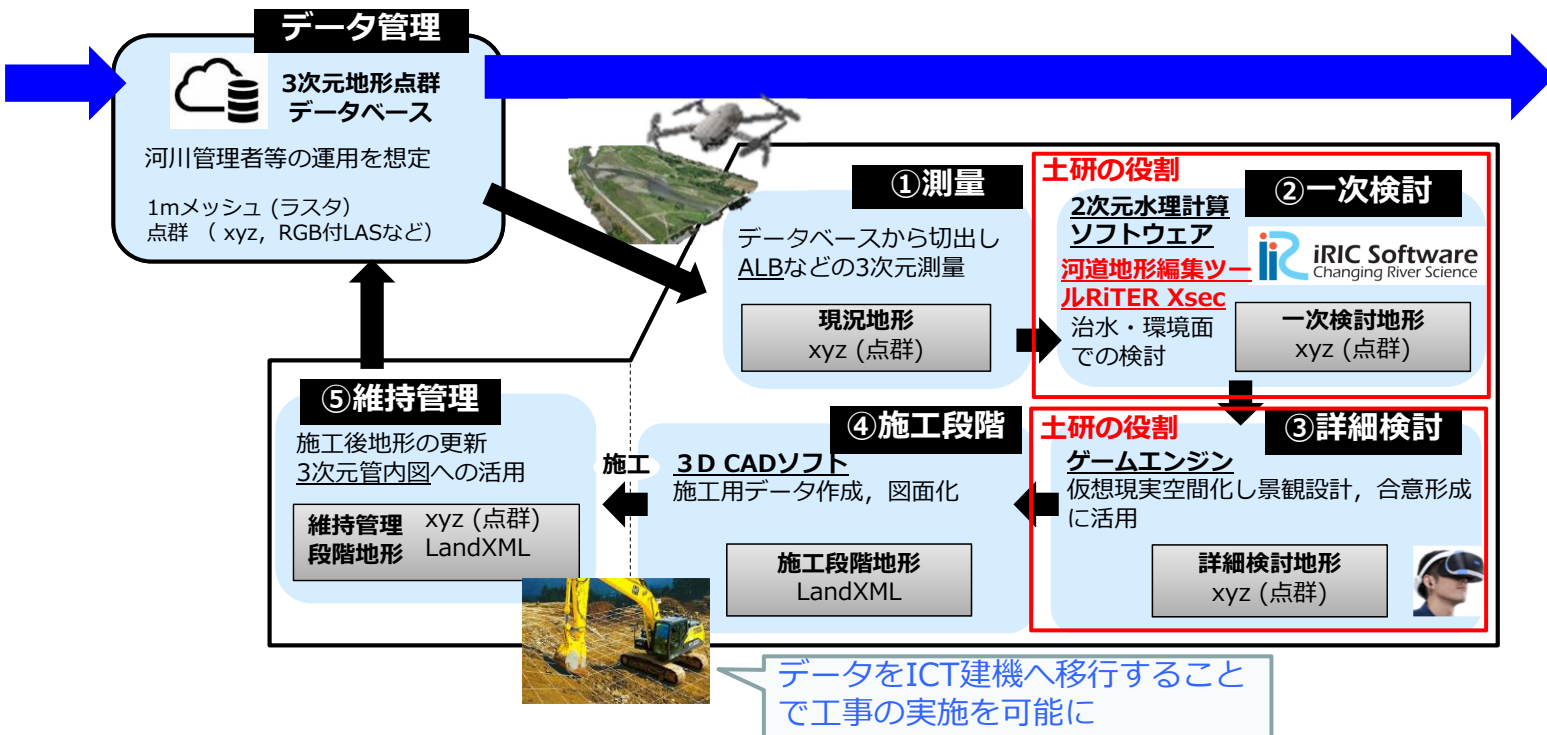 データ管理
3次元地形点群
データベース
河川管理者等の運用を想定
1mメッシュ (ラスタ)
点群 （ xyz，RGB付LASなど）
①測量
データベースから切出し
ALBなどの3次元測量
現況地形
xyz (点群)
土研の役割
②一次検討
2次元水理計算
ソフトウェア
河道地形編集ツー
ルRiTER Xsec
治水・環境面
での検討
iRIC Software
Changing River Science
一次検討地形
xyz (点群)
土研の役割
③詳細検討
ゲームエンジン
仮想現実空間化し景観設計，合意形成
に活用
詳細検討地形
xyz (点群)
④施工段階
３D CADソフト
施工用データ作成，図面化
施工段階地形
LandXML
施工
⑤維持管理
施工後地形の更新
3次元管内図への活用
維持管理 xyz (点群)
段階地形 LandXML
データをICT建機へ移行すること
で工事の実施を可能に